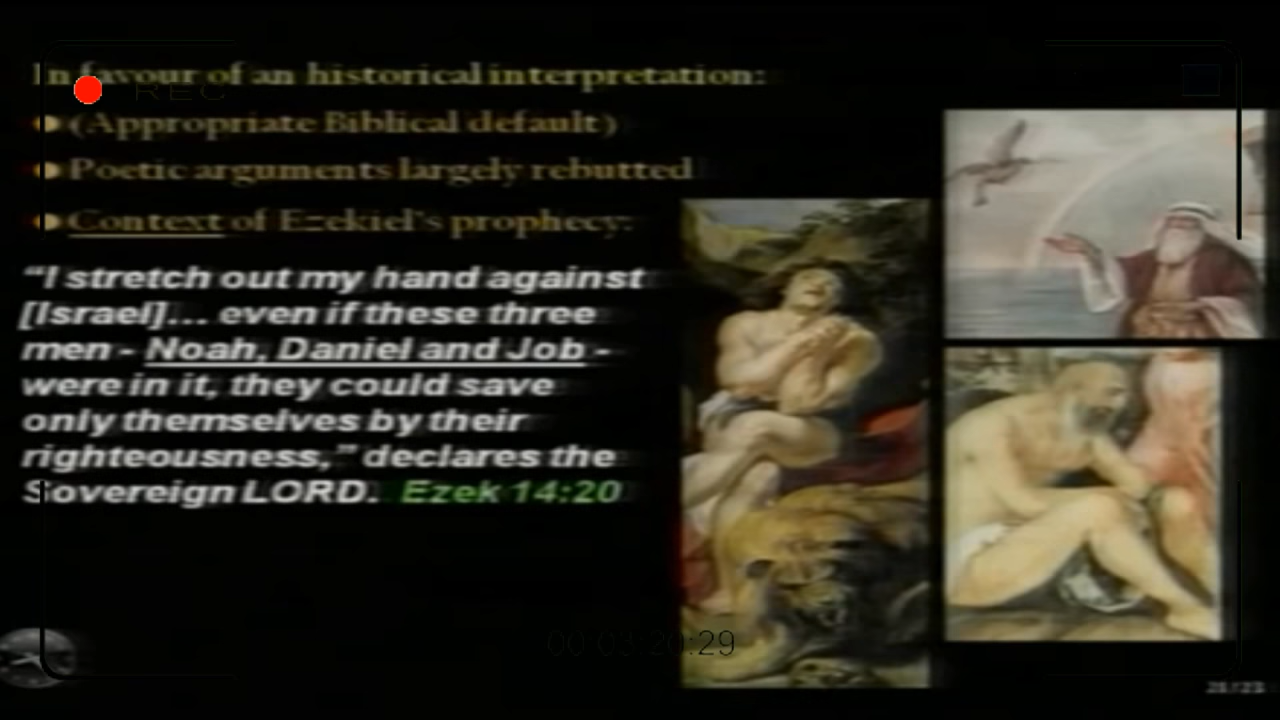 In favour of an historical interpretation:
REC
(Appropriate Biblical default)
Poetic arguments largely rebutted
Context of Ezekiel's prophecy:
“I stretch out my hand against
[Israel]... even if these three
men - Noah, Daniel and Job -
were in it, they could save
only themselves by their
righteousness,” declares the
Sovereign LORD. Ezek 14:20
00:03:20:29